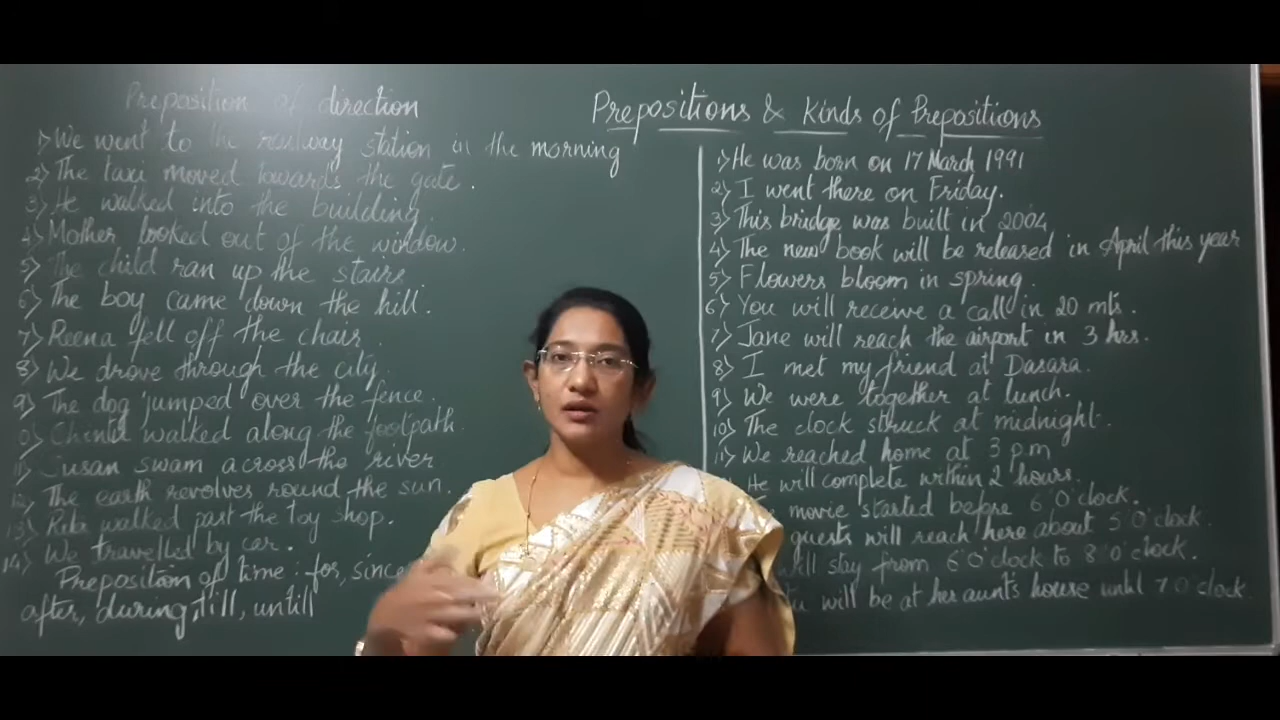 Preposition of direction
1) We went to the railway station in the morning
2) The taxi moved towards the gate.
3) He walked into the building.
4) Mother looked out of the window.
5) The child ran up the stairs
6) The boy came down the hill.
7) Reena fell off the chair.
8) We drove through the city.
9) The dog jumped over the fence.
walked along the footpath.
11) Susan swam across the river
12) The earth revolves round the sun.
13) Rita walked past the toy shop.
14) We travelled by car.
Preposition of time : for, since
after, during, till, untill
Prepositions & Kinds of Prepositions
1) He was born on 17 March 1991
2) I went there on Friday.
3) This bridge was built in 2004
4) The new book will be released in April this year
5) Flowers bloom in spring.
6) You will receive a call in 20 mts.
7) Jane will reach the airport in 3 hrs.
8) I met my friend at Dasara.
9) We were together at lunch.
10) The clock struck at midnight.
11) We reached home at 3 p.m
He will complete within 2 hours.
movie started before 6 O'clock.
guests will reach here about 5 O'clock.
stay from 6 O'clock to 8 O'clock.
will be at her aunt's house until 7 O'clock.